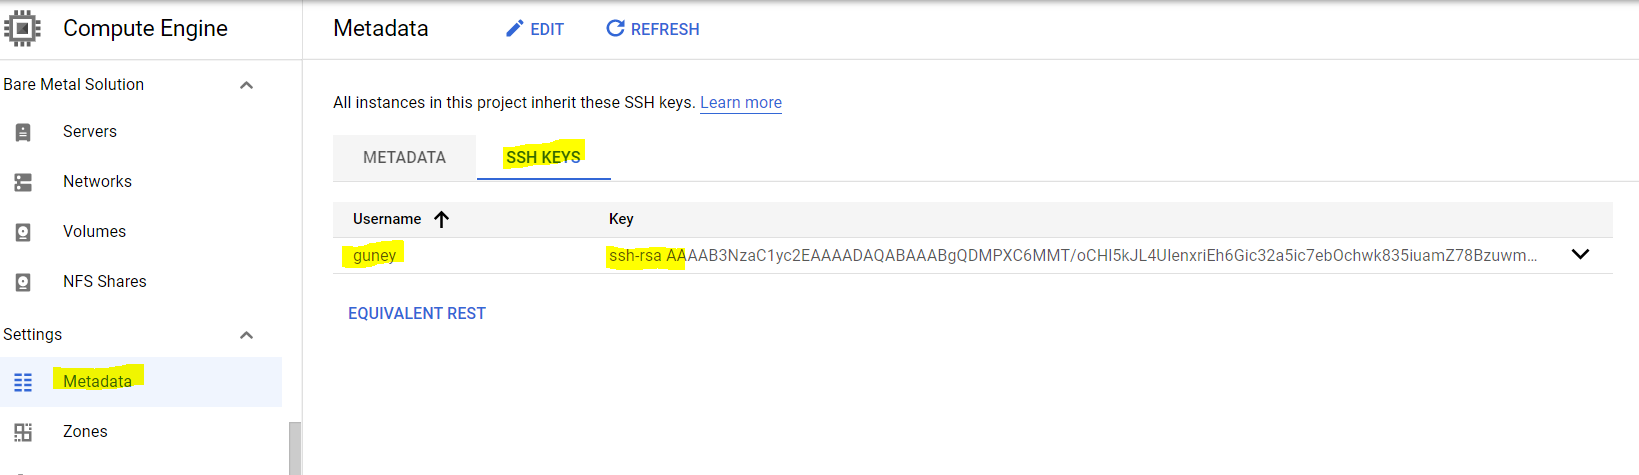 Compute Engine
Bare Metal Solution
Servers
Networks
Volumes
NFS Shares
Settings
Metadata
Zones
Metadata
EDIT
REFRESH
All instances in this project inherit these SSH keys. Learn more
METADATA
SSH KEYS
Username
Key
guney
ssh-rsa AAAAB3NzaC1yc2EAAAADAQABAAABgQDMPXC6MMT/oCHI5kJL4UIenxriEh6Gic32a5ic7ebOchwk835iuamZ78Bzuwm...
EQUIVALENT REST